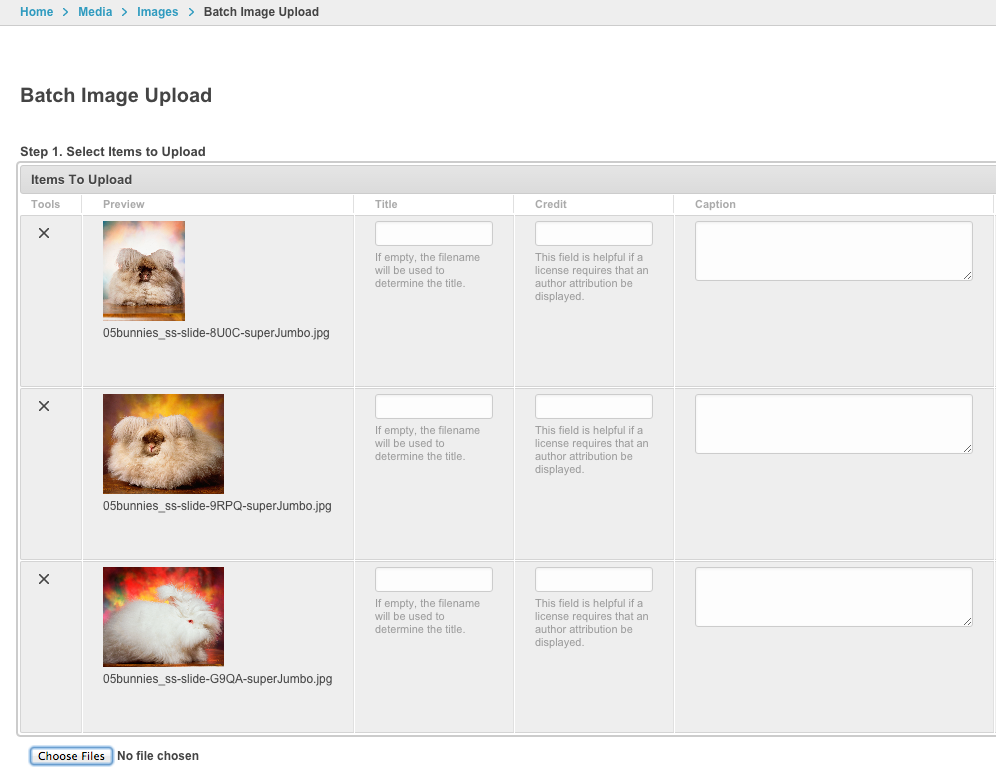 Home > Media > Images > Batch Image Upload
Batch Image Upload
Step 1. Select Items to Upload
Items To Upload
Tools Preview Title Credit Caption
05bunnies_ss-slide-8U0C-superJumbo.jpg
If empty, the filename
will be used to
determine the title.
This field is helpful if a
license requires that an
author attribution be
displayed.
05bunnies_ss-slide-9RPQ-superJumbo.jpg
If empty, the filename
will be used to
determine the title.
This field is helpful if a
license requires that an
author attribution be
displayed.
05bunnies_ss-slide-G9QA-superJumbo.jpg
If empty, the filename
will be used to
determine the title.
This field is helpful if a
license requires that an
author attribution be
displayed.
Choose Files No file chosen